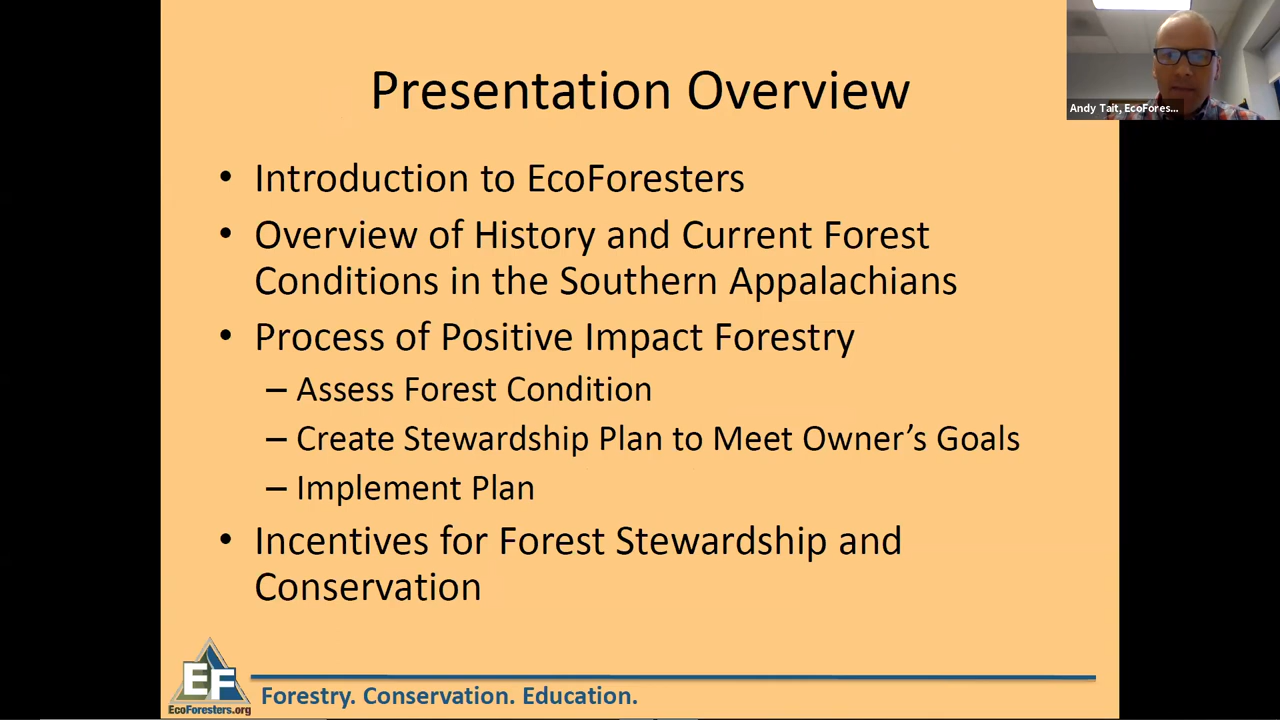 Presentation Overview
Andy Tait, EcoFores...
• Introduction to EcoForesters
• Overview of History and Current Forest
Conditions in the Southern Appalachians
• Process of Positive Impact Forestry
– Assess Forest Condition
– Create Stewardship Plan to Meet Owner’s Goals
– Implement Plan
• Incentives for Forest Stewardship and
Conservation
EF
EcoForesters.org
Forestry. Conservation. Education.